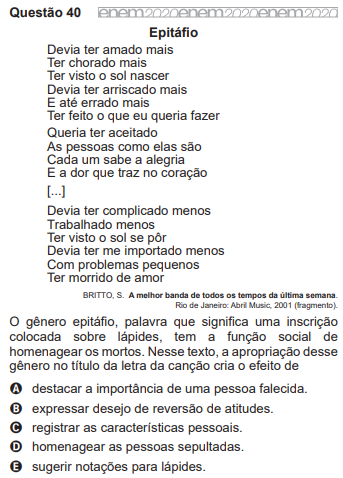 Questão 40 enem2020enem2020enem2020
Epitáfio
Devia ter amado mais
Ter chorado mais
Ter visto o sol nascer
Devia ter arriscado mais
E até errado mais
Ter feito o que eu queria fazer
Queria ter aceitado
As pessoas como elas são
Cada um sabe a alegria
E a dor que traz no coração
[...]
Devia ter complicado menos
Trabalhado menos
Ter visto o sol se pôr
Devia ter me importado menos
Com problemas pequenos
Ter morrido de amor
BRITTO, S. A melhor banda de todos os tempos da última semana.
Rio de Janeiro: Abril Music, 2001 (fragmento).
O gênero epitáfio, palavra que significa uma inscrição
colocada sobre lápides, tem a função social de
homenagear os mortos. Nesse texto, a apropriação desse
gênero no título da letra da canção cria o efeito de
A destacar a importância de uma pessoa falecida.
B expressar desejo de reversão de atitudes.
C registrar as características pessoais.
D homenagear as pessoas sepultadas.
E sugerir notações para lápides.